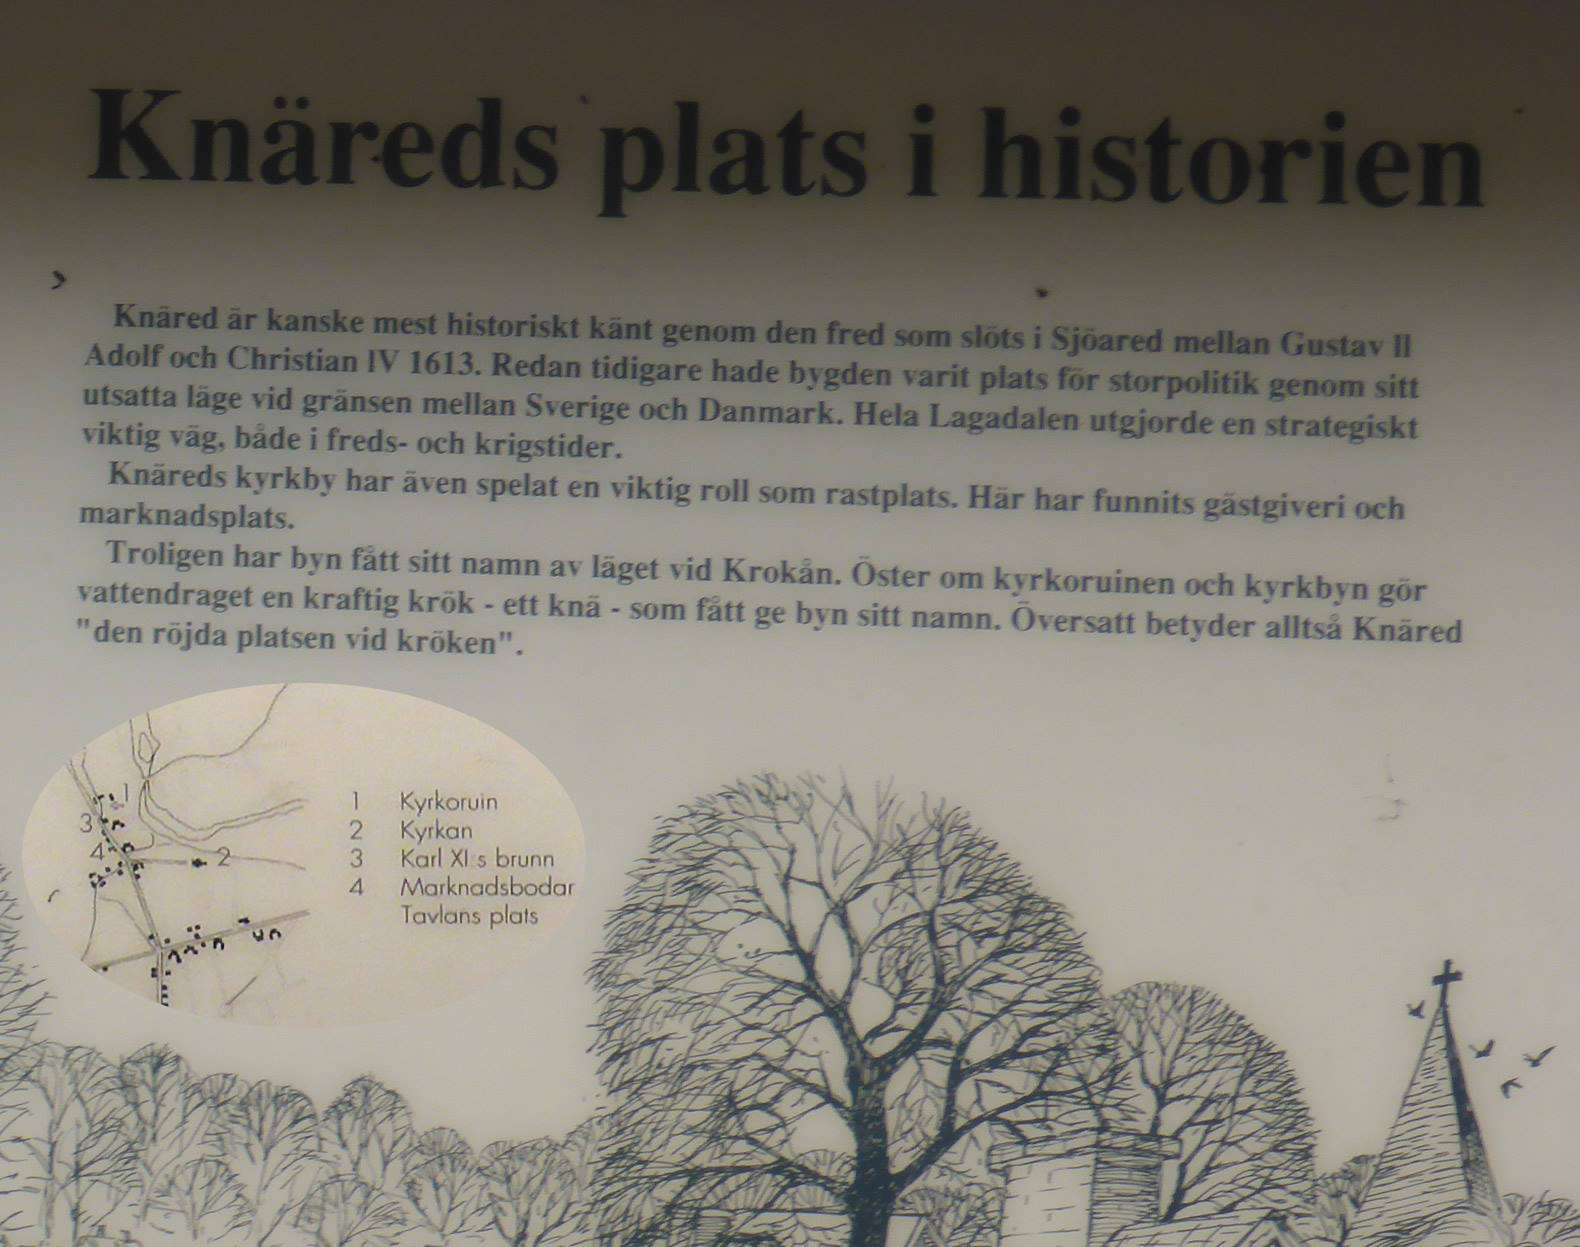 Knäreds plats i historien
Knäred är kanske mest historiskt känt genom den fred som slöts i Sjöared mellan Gustav II
Adolf och Christian IV 1613. Redan tidigare hade bygden varit plats för storpolitik genom sitt
utsatta läge vid gränsen mellan Sverige och Danmark. Hela Lagadalen utgjorde en strategiskt
viktig väg, både i freds- och krigstider.
Knäreds kyrkby har även spelat en viktig roll som rastplats. Här har funnits gästgiveri och
marknadsplats.
Troligen har byn fått sitt namn av läget vid Krokån. Öster om kyrkoruinen och kyrkbyn gör
vattendraget en kraftig krök - ett knä - som fått ge byn sitt namn. Översatt betyder alltså Knäred
"den röjda platsen vid kröken".
1
3
4
2
1 Kyrkoruin
2 Kyrkan
3 Karl XI:s brunn
4 Marknadsbodar
Tavlans plats